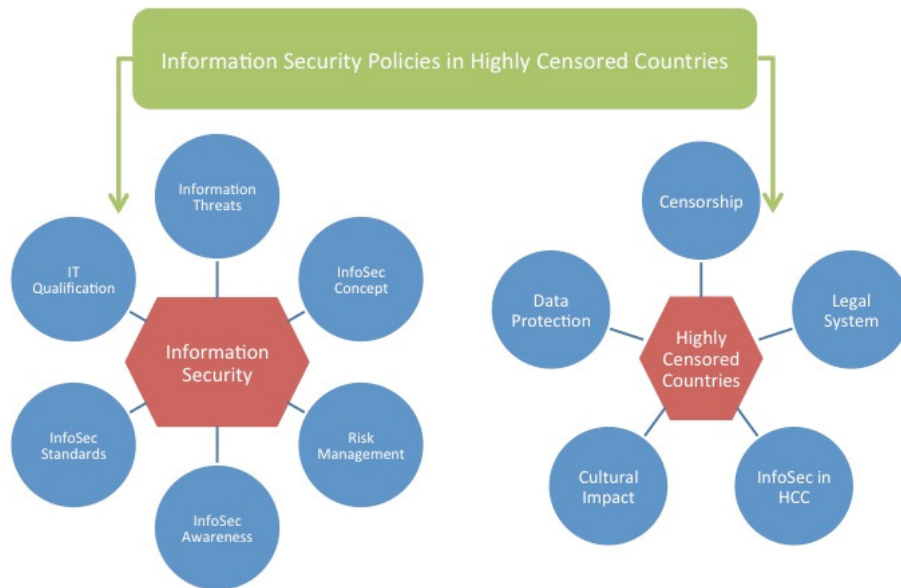 Information Security Policies in Highly Censored Countries
Information
Threats
IT
Qualification
InfoSec
Concept
Information
Security
InfoSec
Standards
Risk
Management
InfoSec
Awareness
Censorship
Data
Protection
Legal
System
Highly
Censored
Countries
Cultural
Impact
InfoSec in
HCC